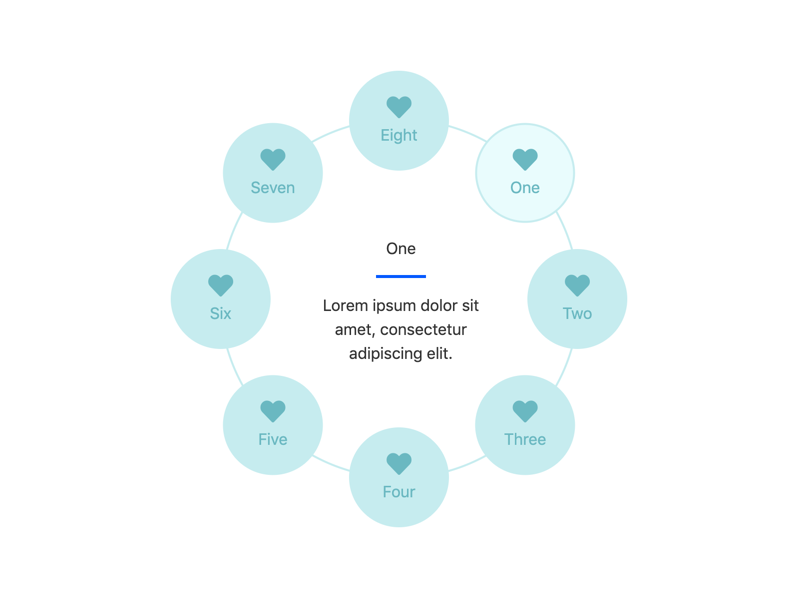 Eight
Seven
One
One
Lorem ipsum dolor sit
amet, consectetur
adipiscing elit.
Six
Two
Five
Three
Four